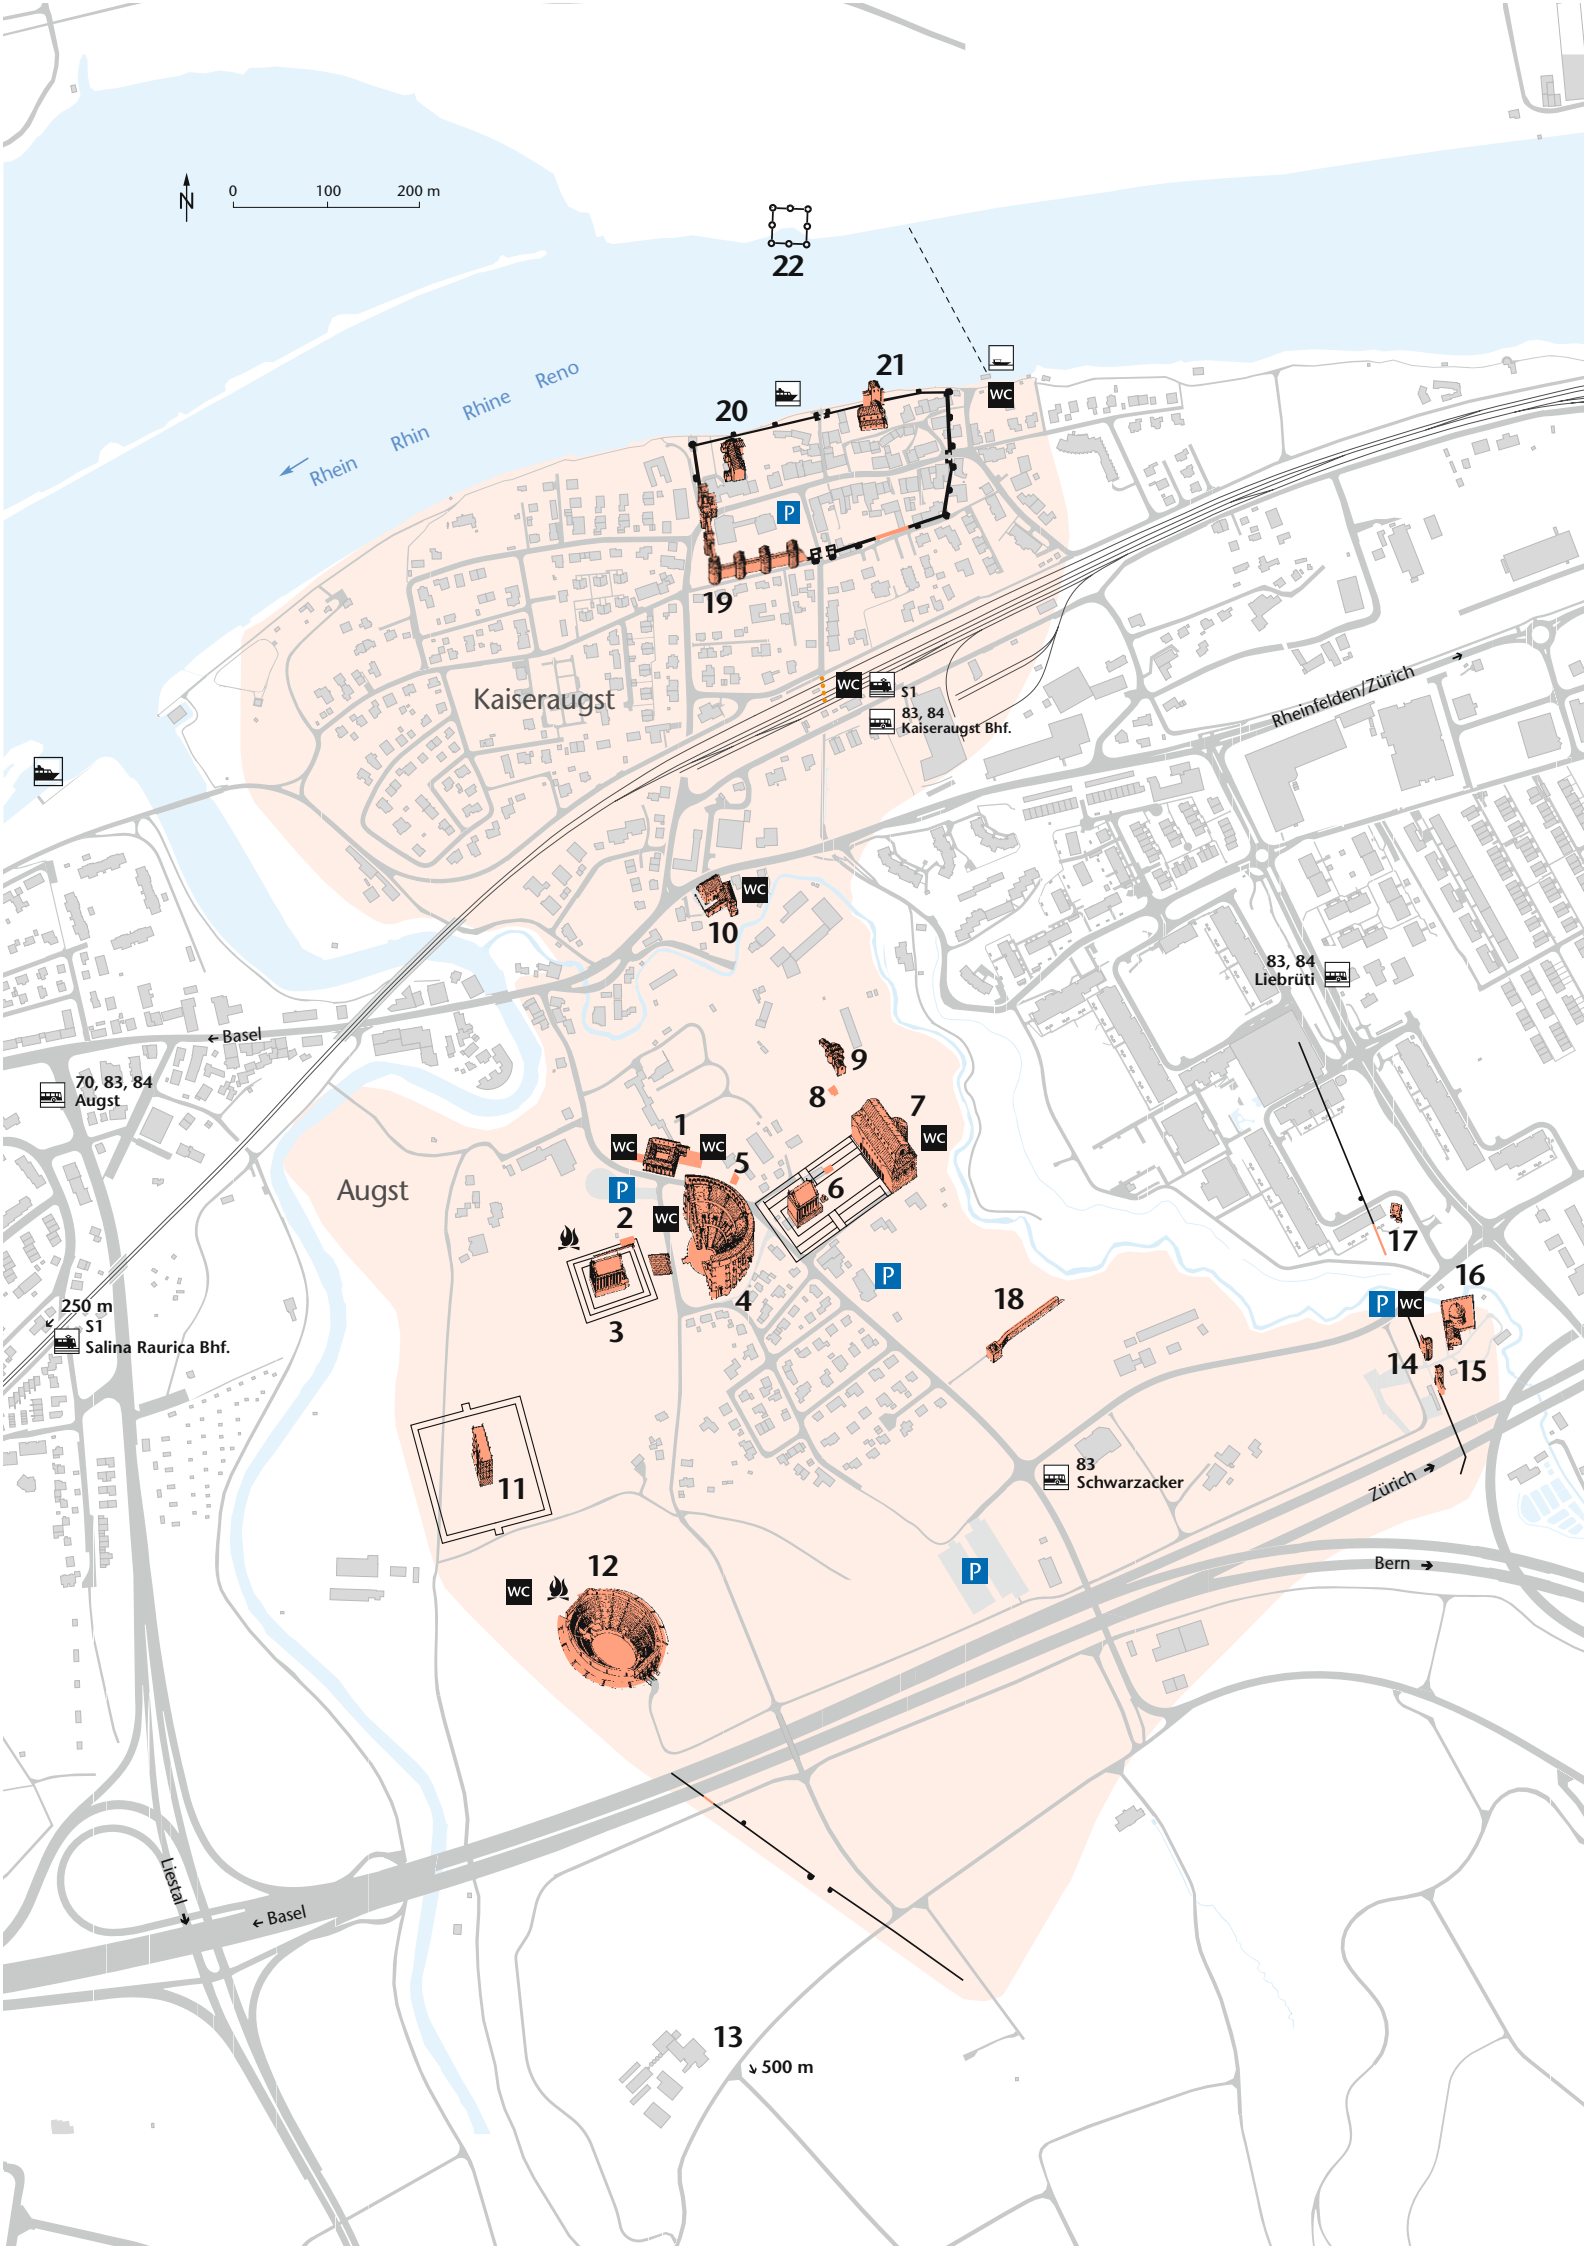 N
0 100 200 m
22
Rhein Rhin Rhine Reno
21
WC
20
P
19
Kaiseraugst
WC
S1
83, 84
Kaiseraugst Bhf.
Rheinfelden/Zürich
WC
10
83, 84
Liebrüti
← Basel
70, 83, 84
Augst
9
8
7
WC
1
WC
WC
5
Augst
P
6
2
WC
17
P
16
4
18
P
WC
250 m
S1
Salina Raurica Bhf.
3
14
15
83
Schwarzacker
11
Zürich
12
WC
P
Bern
Liestal
← Basel
13
500 m